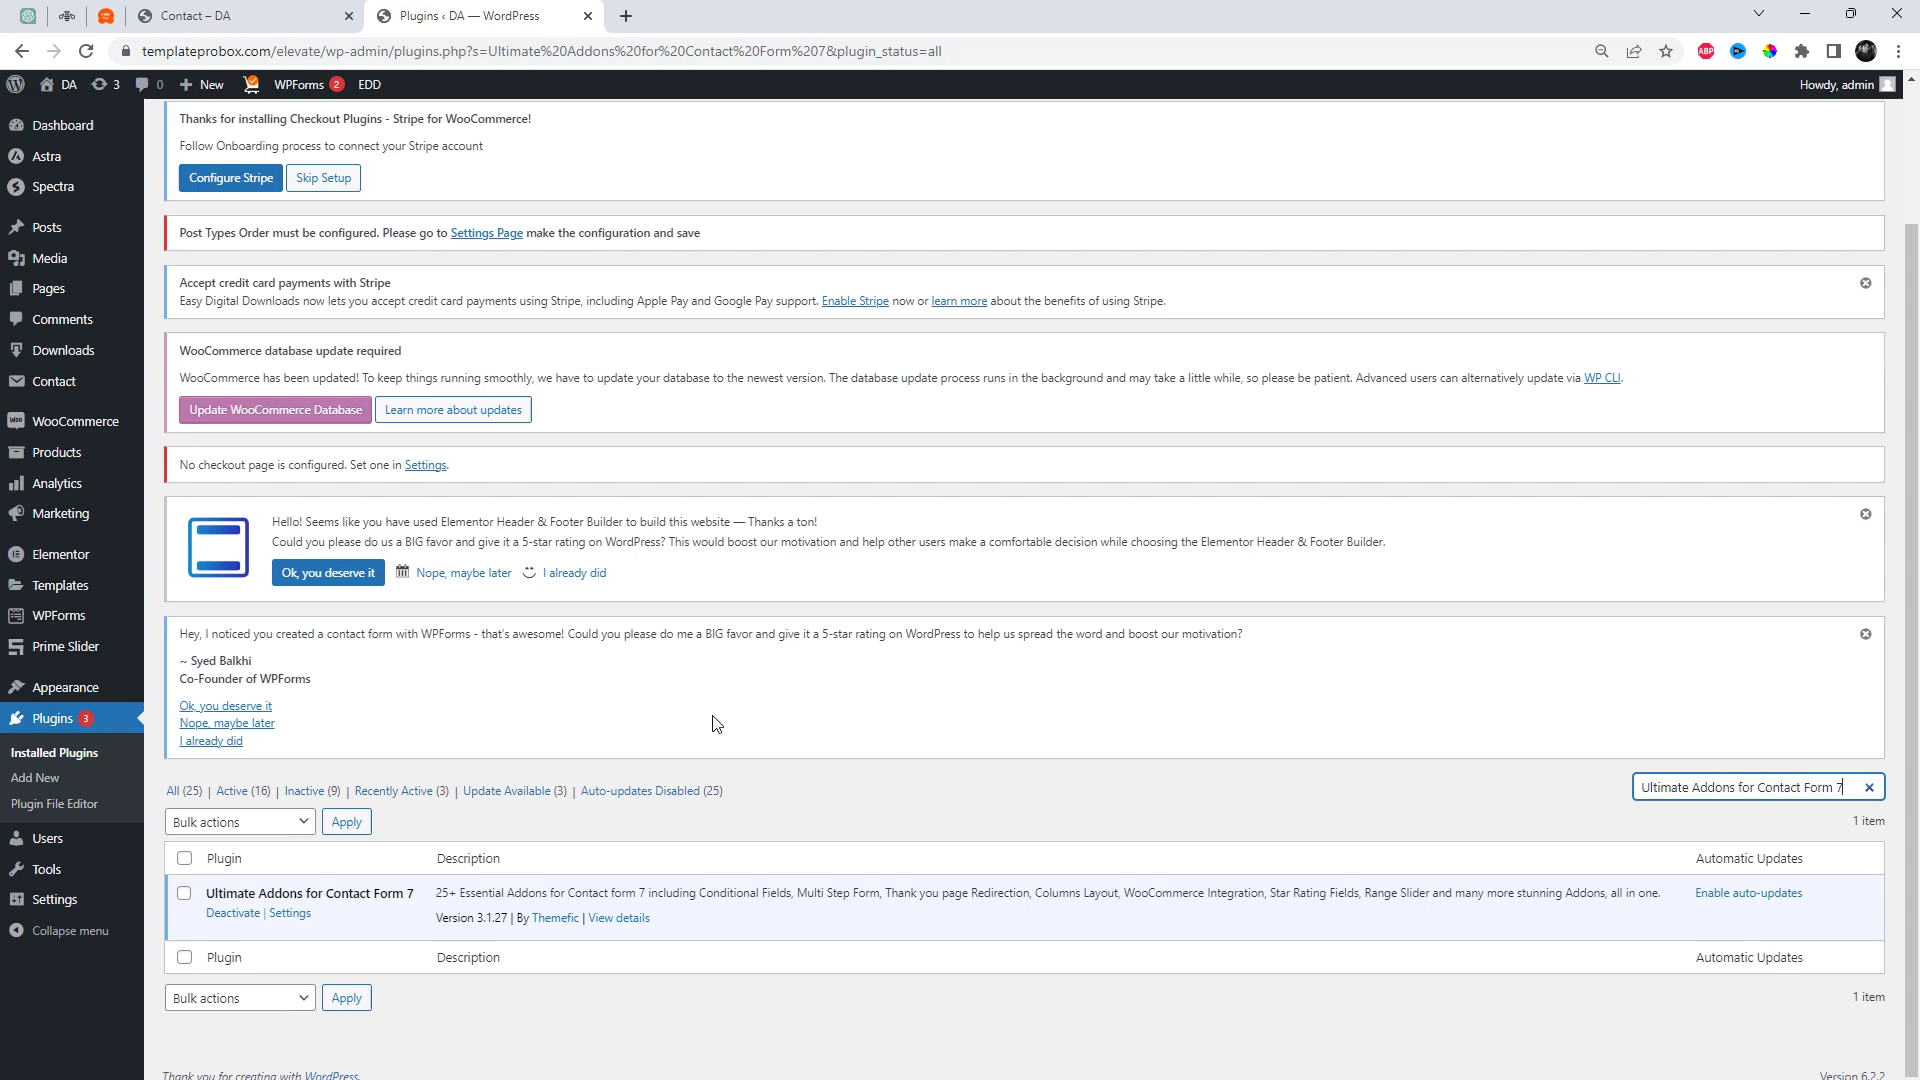 Contact – DA
Plugins ‹ DA — WordPress
templateprobox.com/elevate/wp-admin/plugins.php?s=Ultimate%20Addons%20for%20Contact%20Form%207&plugin_status=all
ABP
DA
3
0
New
WPForms 2
EDD
Howdy, admin
Dashboard
Astra
Spectra
Posts
Media
Pages
Comments
Downloads
Contact
WooCommerce
Products
Analytics
Marketing
Elementor
Templates
WPForms
Prime Slider
Appearance
Plugins 3
Installed Plugins
Add New
Plugin File Editor
Users
Tools
Settings
Collapse menu
Thanks for installing Checkout Plugins - Stripe for WooCommerce!
Follow Onboarding process to connect your Stripe account
Configure Stripe
Skip Setup
Post Types Order must be configured. Please go to Settings Page make the configuration and save
Accept credit card payments with Stripe
Easy Digital Downloads now lets you accept credit card payments using Stripe, including Apple Pay and Google Pay support. Enable Stripe now or learn more about the benefits of using Stripe.
WooCommerce database update required
WooCommerce has been updated! To keep things running smoothly, we have to update your database to the newest version. The database update process runs in the background and may take a little while, so please be patient. Advanced users can alternatively update via WP CLI.
Update WooCommerce Database
Learn more about updates
No checkout page is configured. Set one in Settings.
Hello! Seems like you have used Elementor Header & Footer Builder to build this website — Thanks a ton!
Could you please do us a BIG favor and give it a 5-star rating on WordPress? This would boost our motivation and help other users make a comfortable decision while choosing the Elementor Header & Footer Builder.
Ok, you deserve it
Nope, maybe later
I already did
Hey, I noticed you created a contact form with WPForms - that's awesome! Could you please do me a BIG favor and give it a 5-star rating on WordPress to help us spread the word and boost our motivation?
~ Syed Balkhi
Co-Founder of WPForms
Ok, you deserve it
Nope, maybe later
I already did
All (25) | Active (16) | Inactive (9) | Recently Active (3) | Update Available (3) | Auto-updates Disabled (25)
Ultimate Addons for Contact Form 7
Bulk actions
Apply
1 item
Plugin
Description
Automatic Updates
Ultimate Addons for Contact Form 7
25+ Essential Addons for Contact form 7 including Conditional Fields, Multi Step Form, Thank you page Redirection, Columns Layout, WooCommerce Integration, Star Rating Fields, Range Slider and many more stunning Addons, all in one.
Enable auto-updates
Deactivate | Settings
Version 3.1.27 | By Themefic | View details
Plugin
Description
Automatic Updates
Bulk actions
Apply
1 item
Thank you for creating with WordPress.
Version 6.2.2